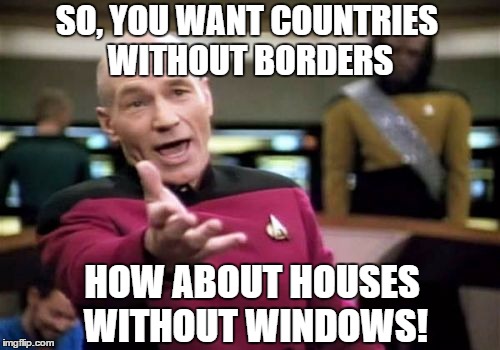 SO, YOU WANT COUNTRIES
WITHOUT BORDERS
HOW ABOUT HOUSES
WITHOUT WINDOWS!
imgflip.com